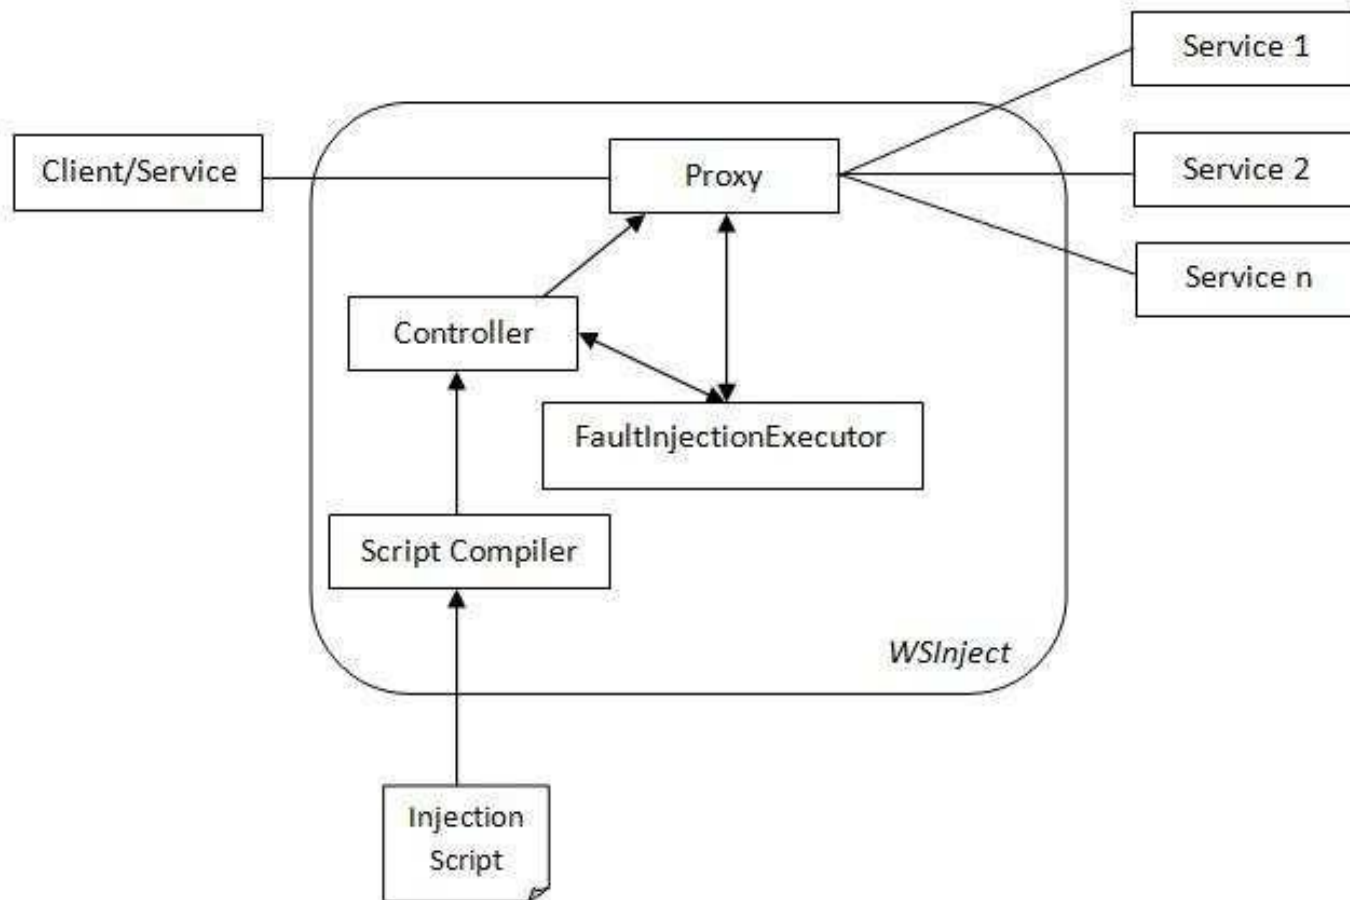 Service 1
Client/Service
Proxy
Service 2
Service n
Controller
FaultInjectionExecutor
Script Compiler
WSInject
Injection
Script